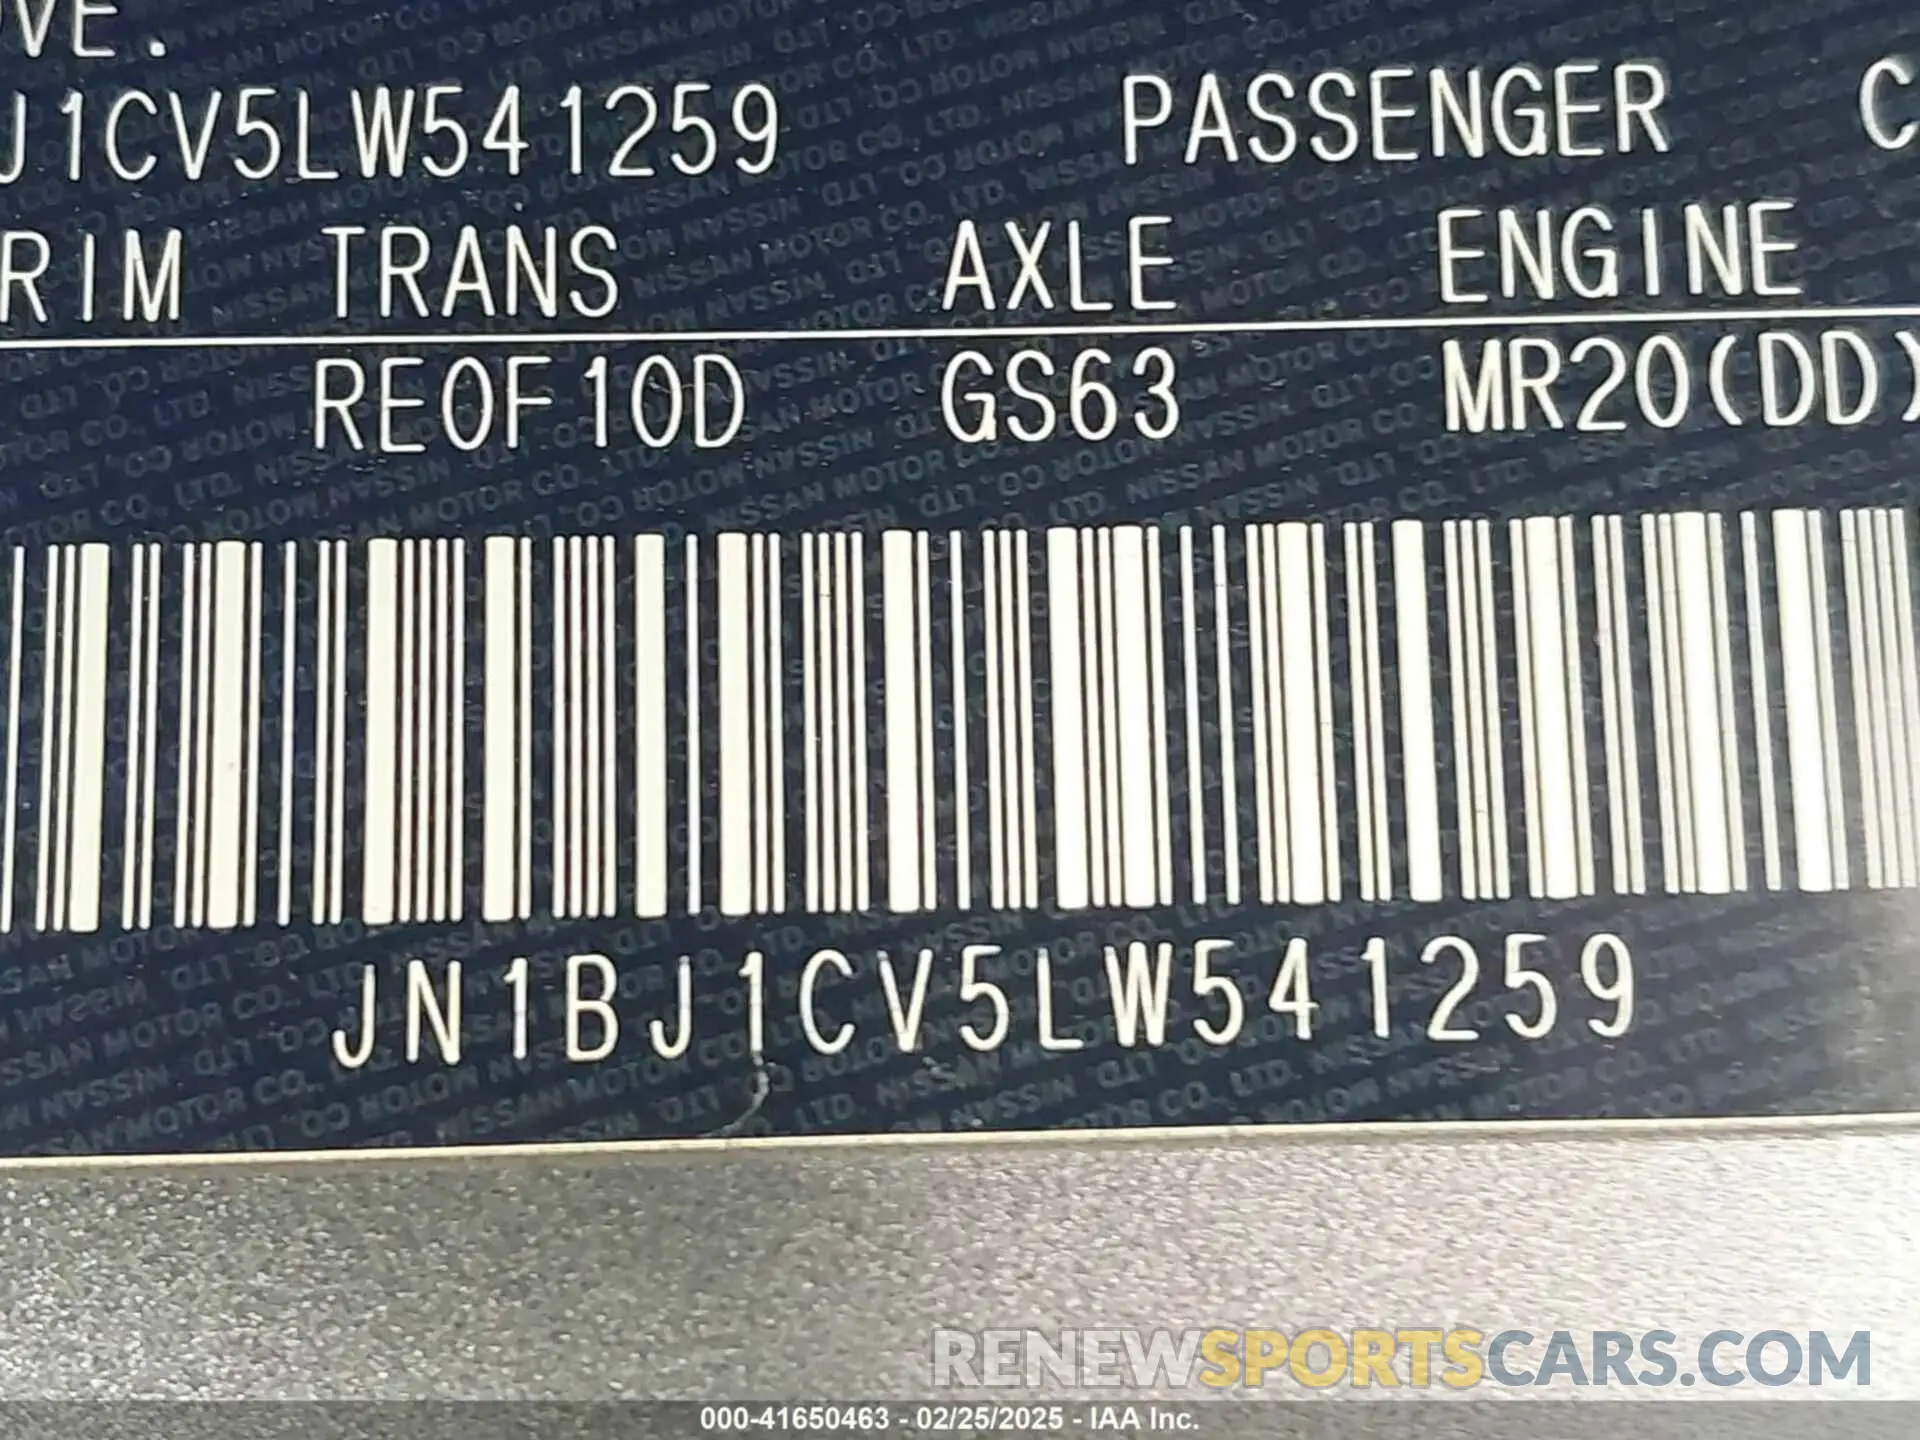 OVE.
J1CV5LW541259 PASSENGER C
RIM TRANS AXLE ENGINE
RE0F10D GS63 MR20(DD)
JN1BJ1CV5LW541259
RENEWSPORTSCARS.COM
000-41650463 - 02/25/2025 - IAA Inc.